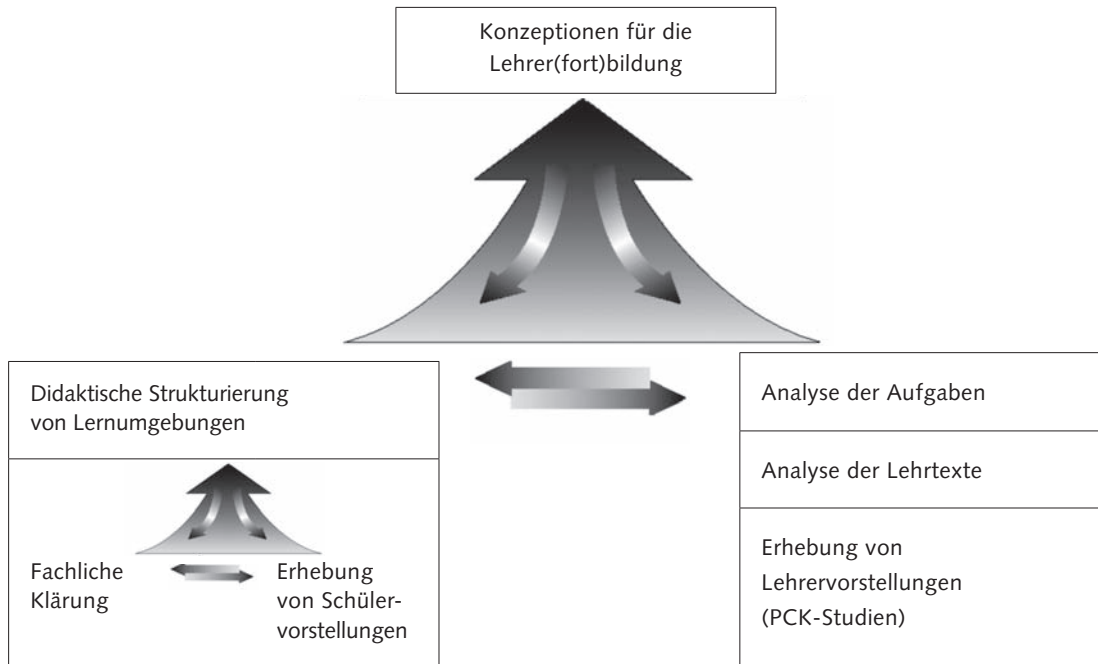 Konzeptionen für die
Lehrer(fort)bildung
Didaktische Strukturierung
von Lernumgebungen
Fachliche
Klärung
Erhebung
von Schüler-
vorstellungen
Analyse der Aufgaben
Analyse der Lehrtexte
Erhebung von
Lehrervorstellungen
(PCK-Studien)